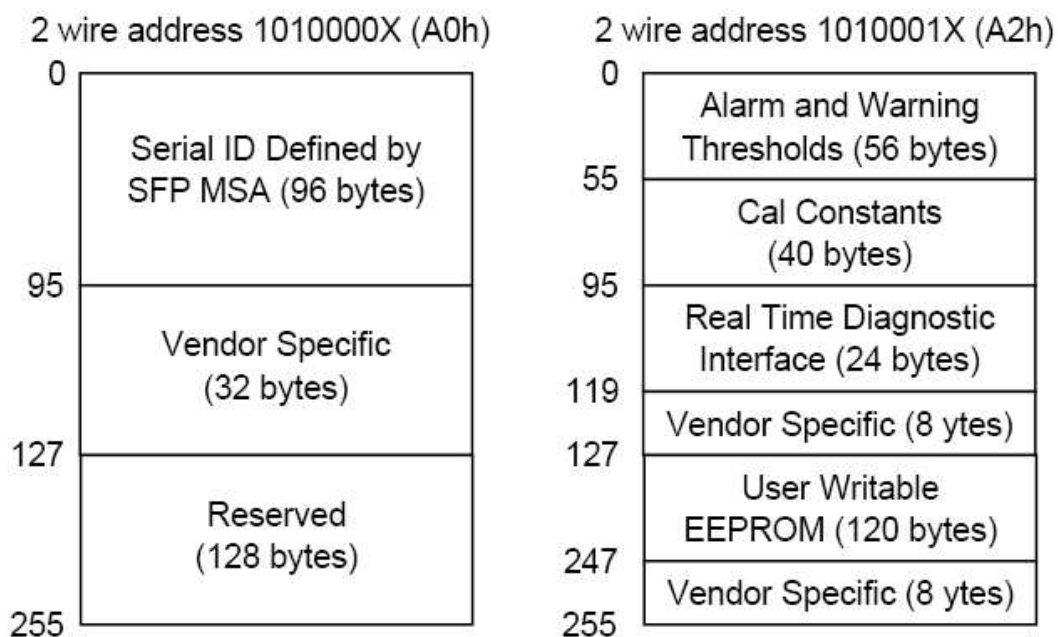 2 wire address 1010000X (A0h)
0
Serial ID Defined by
SFP MSA (96 bytes)
95
Vendor Specific
(32 bytes)
127
Reserved
(128 bytes)
255
2 wire address 1010001X (A2h)
0
Alarm and Warning
Thresholds (56 bytes)
55
Cal Constants
(40 bytes)
95
Real Time Diagnostic
Interface (24 bytes)
119
Vendor Specific (8 ytes)
127
User Writable
EEPROM (120 bytes)
247
Vendor Specific (8 ytes)
255